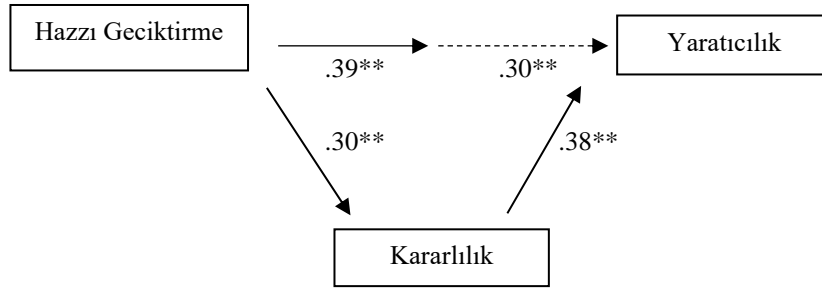 Hazzı Geciktirme
Yaratıcılık
.39**
.30**
.30**
.38**
Kararlılık